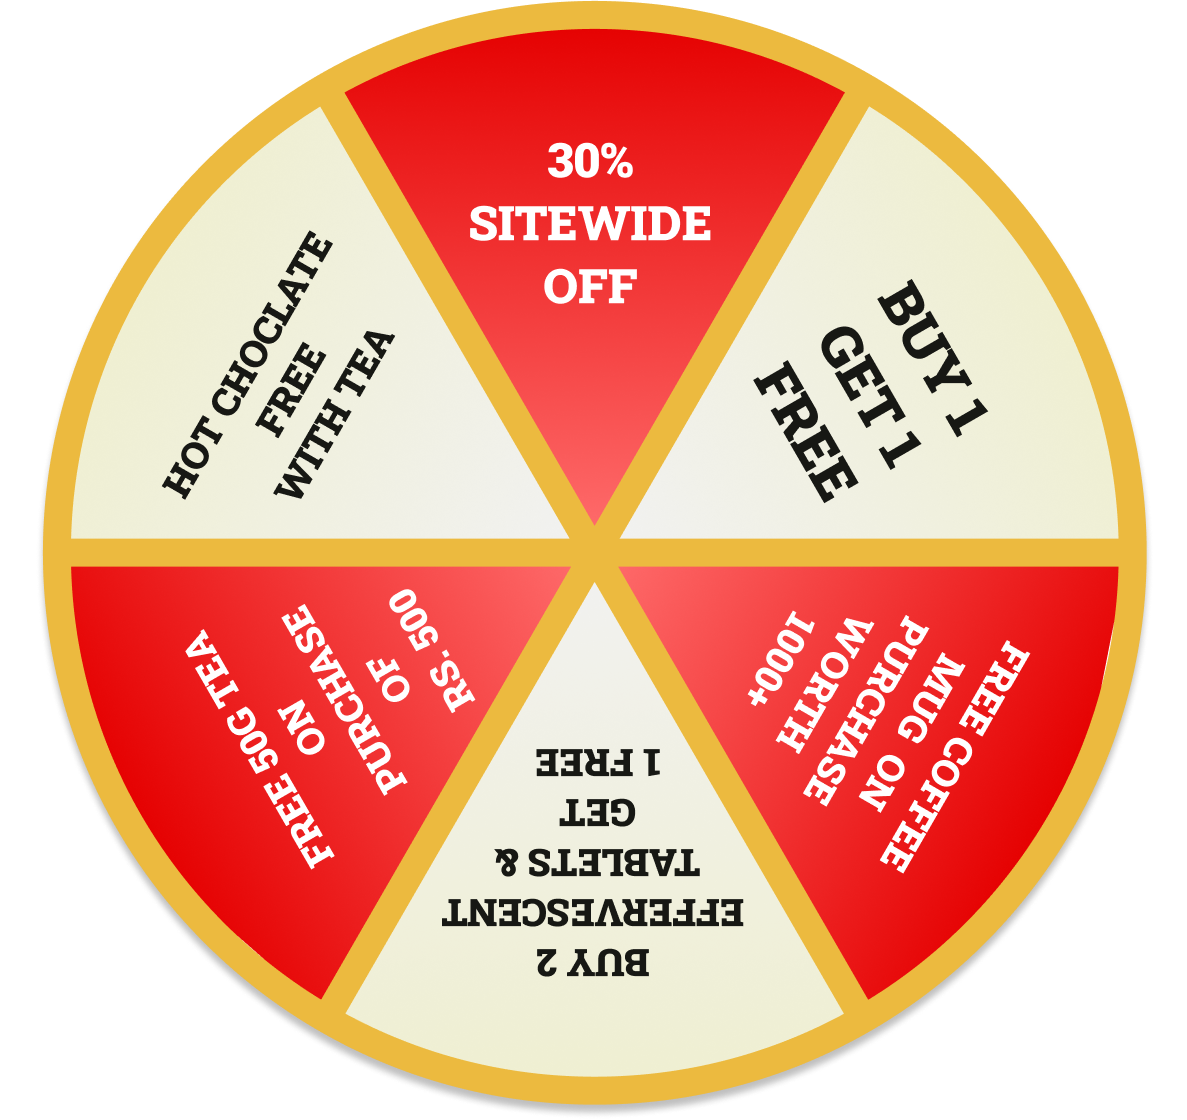 30%
SITEWIDE
OFF
BUY 1
GET 1
FREE
FREE COFFEE
MUG ON
PURCHASE
WORTH
1000+
BUY 2
EFFERVESCENT
TABLETS &
GET
1 FREE
FREE 50G TEA
ON
PURCHASE
OF
RS. 500
HOT CHOCLATE
FREE
WITH TEA